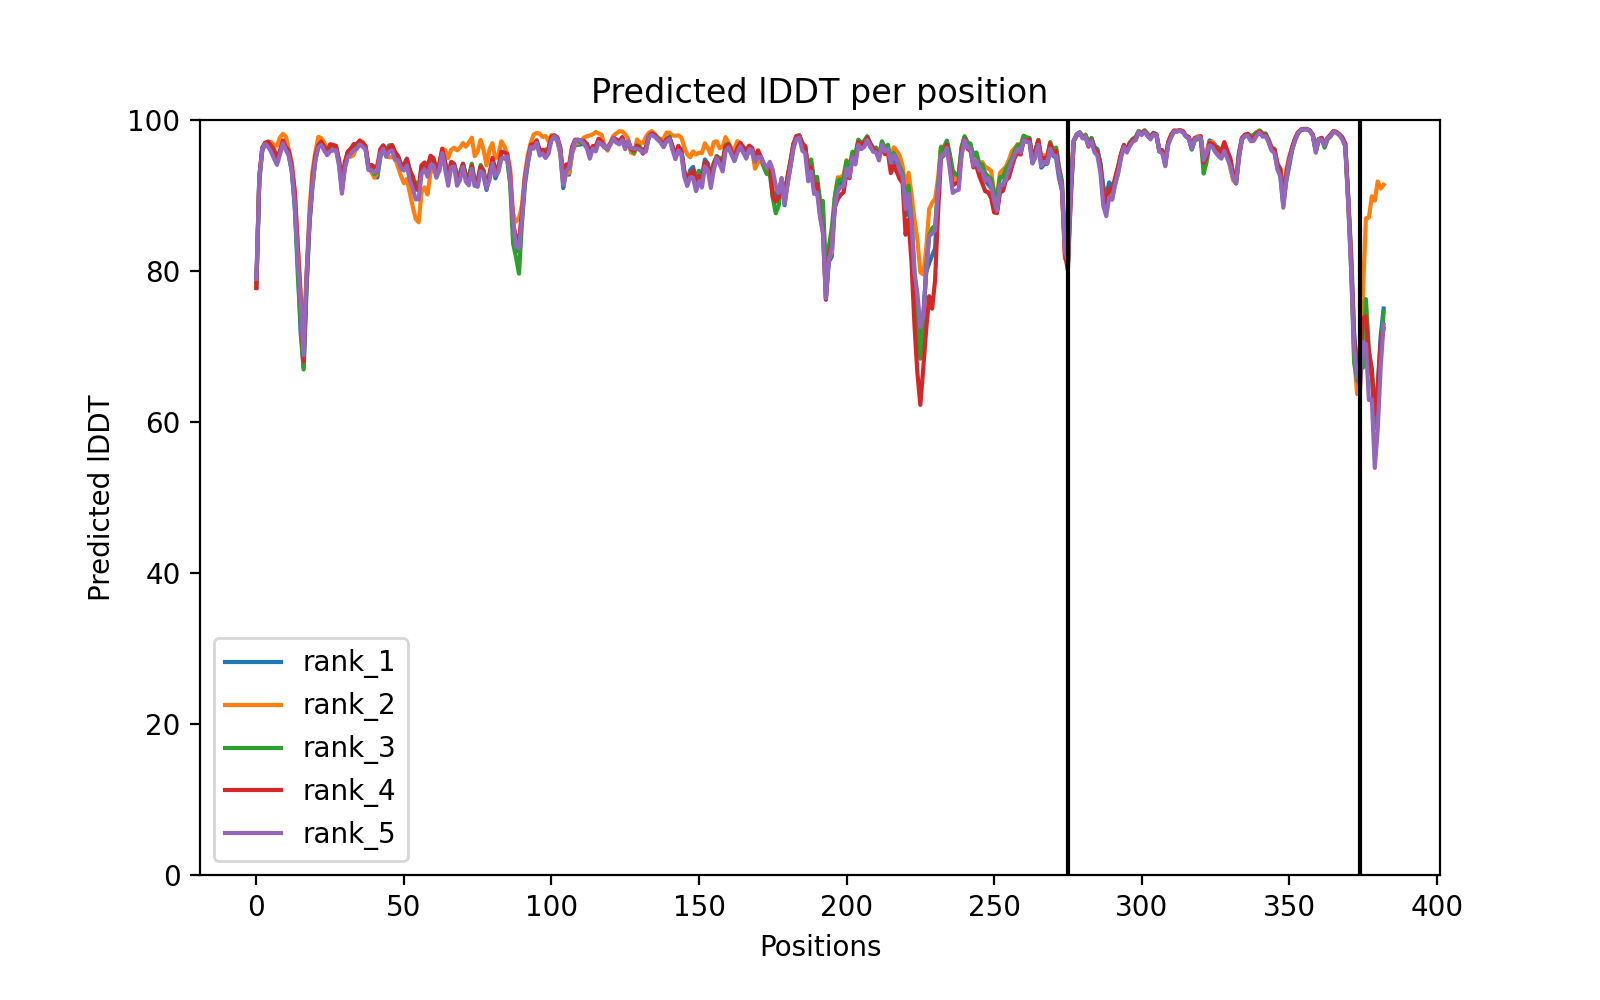 Predicted lDDT per position
100
80
60
40
20
0
Predicted lDDT
rank_1
rank_2
rank_3
rank_4
rank_5
0 50 100 150 200 250 300 350 400
Positions